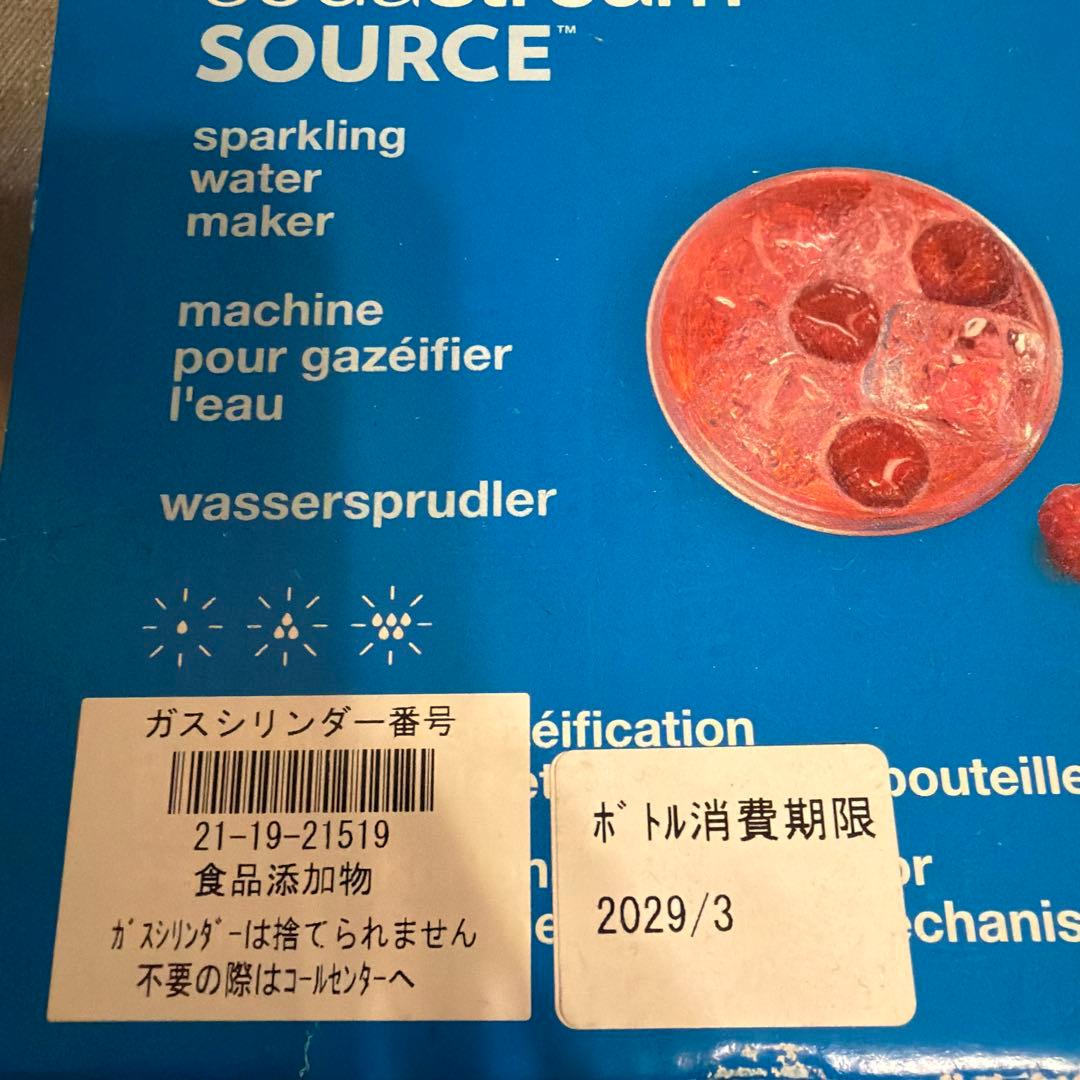 sodastream
SOURCE™
sparkling
water
maker
machine
pour gazéifier
l'eau
wassersprudler
ガスシリンダー番号
21-19-21519
食品添加物
ガスシリンダーは捨てられません
不要の際はコールセンターへ
éification
bouteille
or
échanis
ボトル消費期限
2029/3